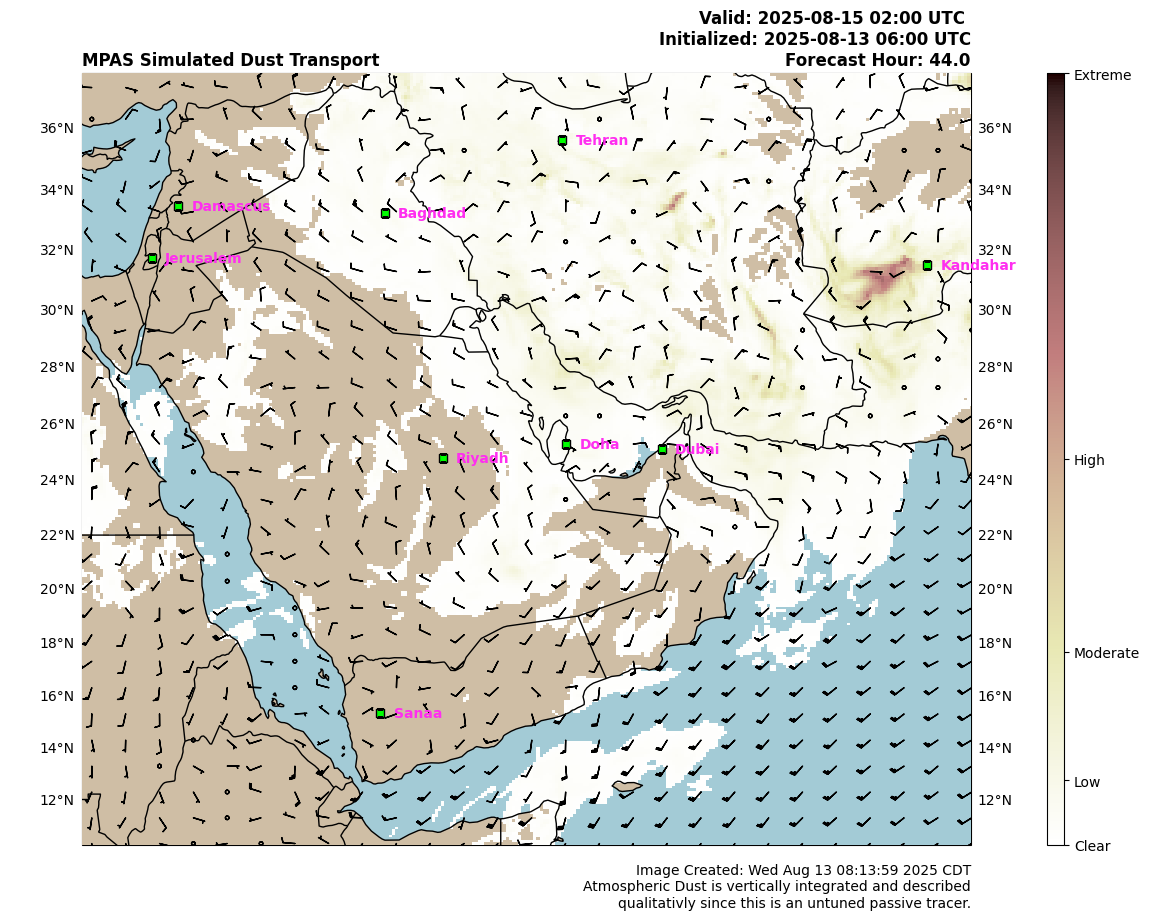 Valid: 2025-08-15 02:00 UTC
Initialized: 2025-08-13 06:00 UTC
MPAS Simulated Dust Transport
Forecast Hour: 44.0
Extreme
36°N
Tehran
36°N
34°N
Damascus
Baghdad
34°N
32°N
Jerusalem
32°N
Kandahar
30°N
30°N
28°N
28°N
26°N
26°N
Doha
Dubai
Riyadh
High
24°N
24°N
22°N
22°N
20°N
20°N
18°N
18°N
Moderate
16°N
16°N
Sanaa
14°N
14°N
Low
12°N
12°N
Clear
Image Created: Wed Aug 13 08:13:59 2025 CDT
Atmospheric Dust is vertically integrated and described
qualitativly since this is an untuned passive tracer.